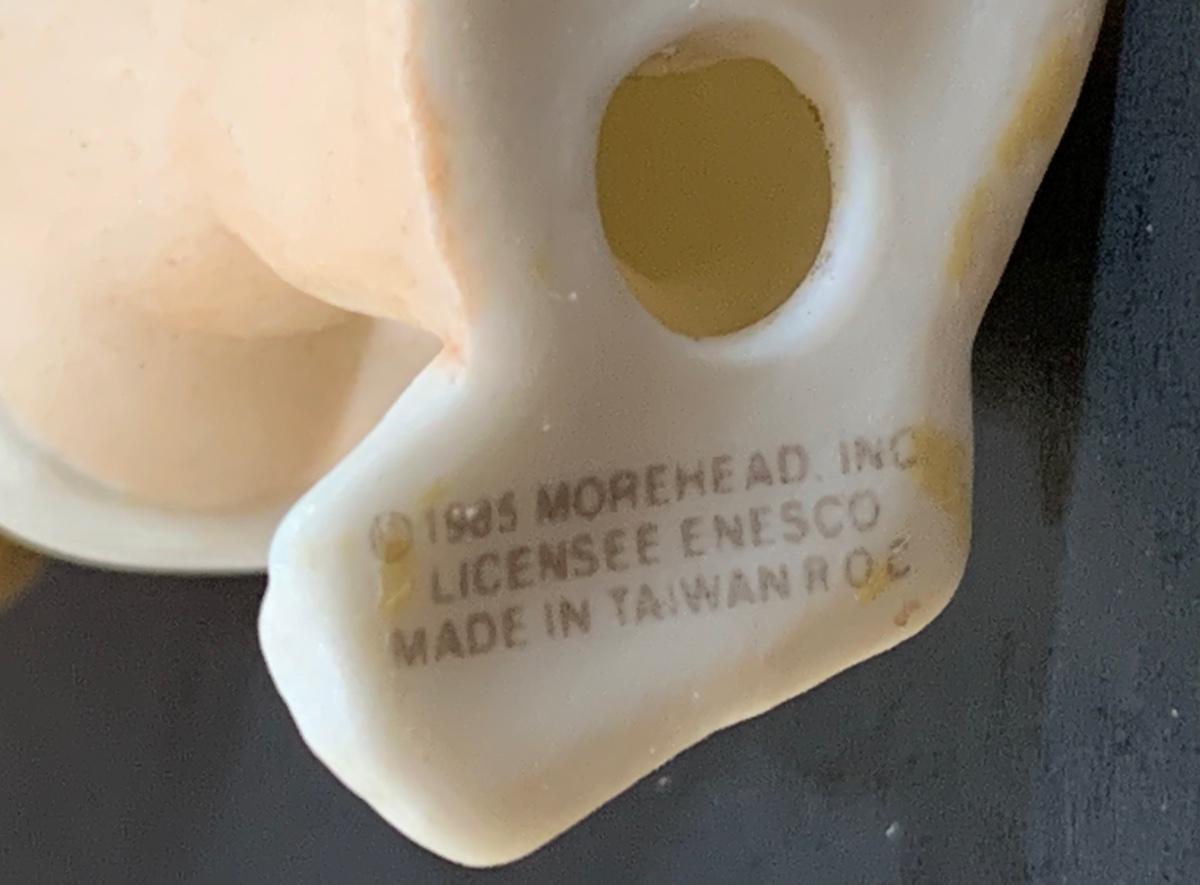 ©1985 MOREHEAD, INC
LICENSEE ENESCO
MADE IN TAIWAN R O C